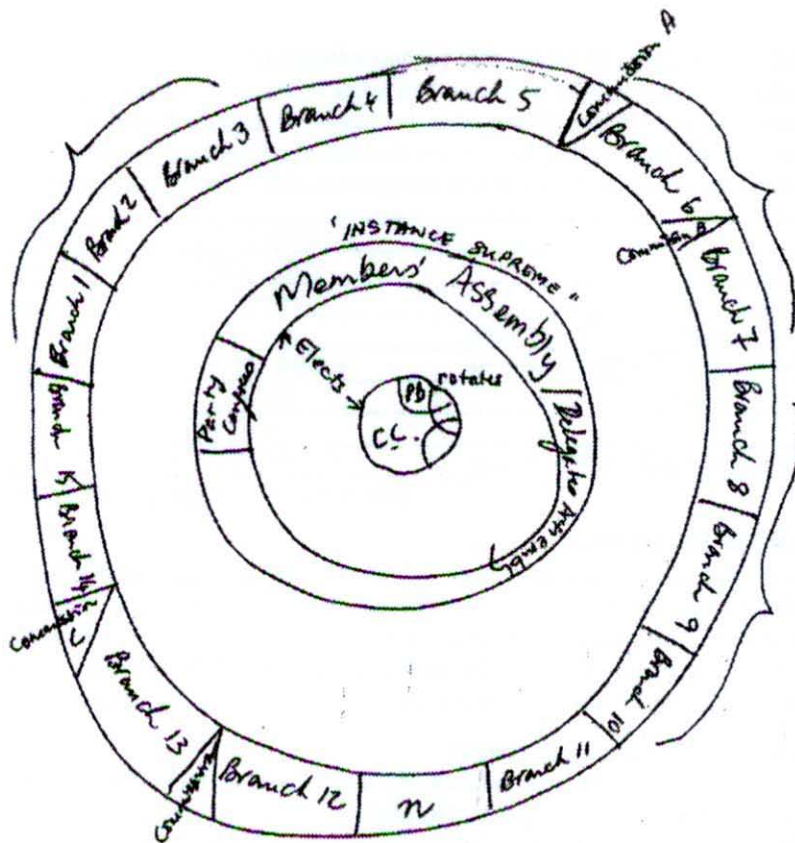 Commission A
Branch 1
Branch 2
Branch 3
Branch 4
Branch 5
Branch 6
Commission B
Branch 7
Branch 8
Branch 9
Branch 10
Branch 11
n
Branch 12
Commission
Branch 13
Commission C
Branch 14
Branch 15
"INSTANCE SUPREME"
Members' Assembly
Delegates Assembly
Party Congress
Elects
PB
rotates
C.C.